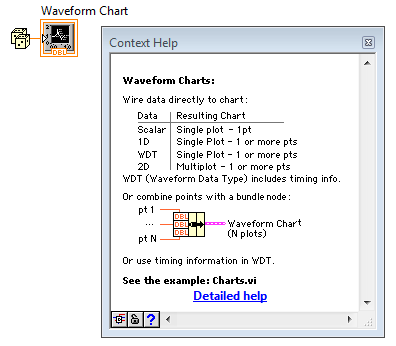 Waveform Chart
DBL
Context Help
Waveform Charts:
Wire data directly to chart:
Data Resulting Chart
Scalar Single plot - 1pt
1D Single Plot - 1 or more pts
WDT Single Plot - 1 or more pts
2D Multiplot - 1 or more pts
WDT (Waveform Data Type) includes timing info.
Or combine points with a bundle node:
pt 1 DBL
... DBL Waveform Chart
pt N DBL (N plots)
Or use timing information in WDT.
See the example: Charts.vi
Detailed help
?